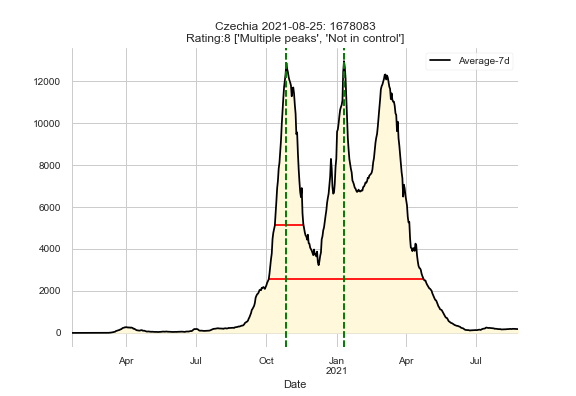 Czechia 2021-08-25: 1678083
Rating:8 ['Multiple peaks', 'Not in control']
Average-7d
12000
10000
8000
6000
4000
2000
0
Apr Jul Oct Jan Apr Jul
2021
Date